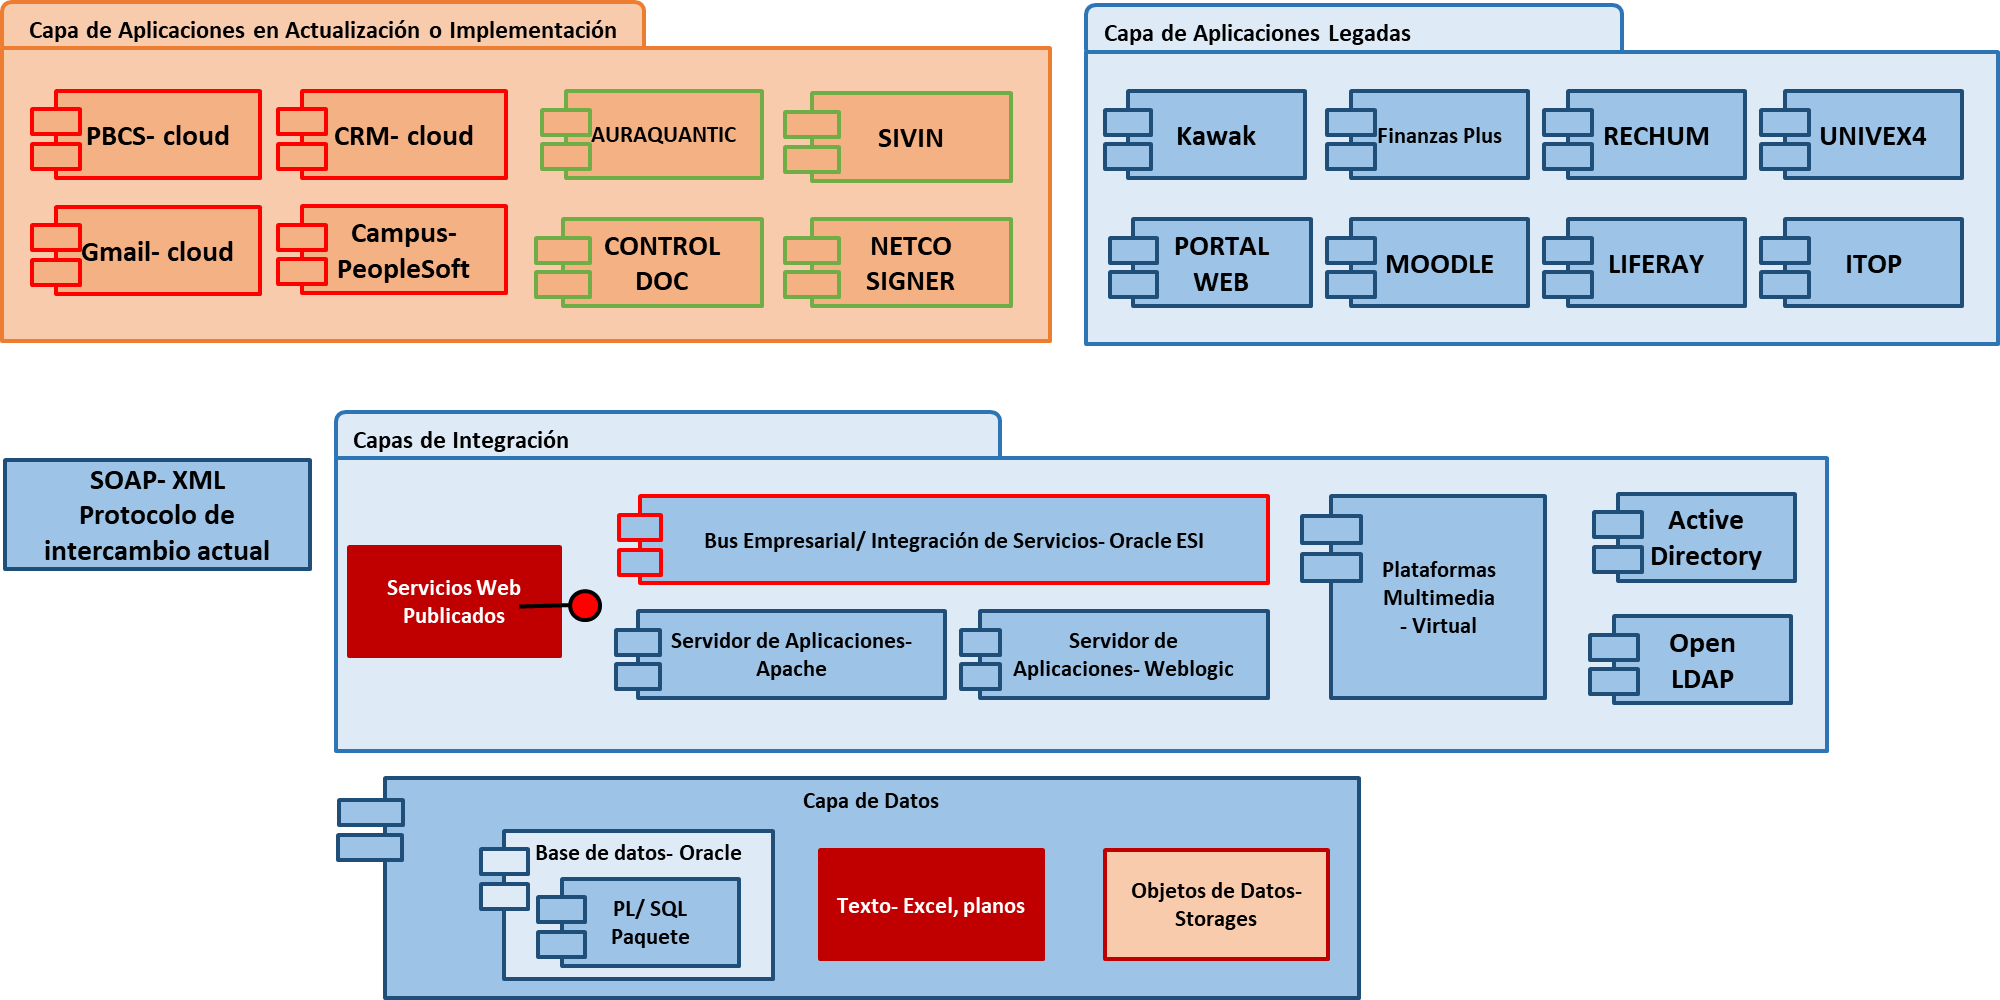 Capa de Aplicaciones en Actualización o Implementación
PBCS- cloud
CRM- cloud
AURAQUANTIC
SIVIN
Gmail- cloud
Campus-
PeopleSoft
CONTROL
DOC
NETCO
SIGNER
Capa de Aplicaciones Legadas
Kawak
Finanzas Plus
RECHUM
UNIVEX4
PORTAL
WEB
MOODLE
LIFERAY
ITOP
SOAP- XML
Protocolo de
intercambio actual
Capas de Integración
Servicios Web
Publicados
Bus Empresarial/ Integración de Servicios- Oracle ESI
Servidor de Aplicaciones-
Apache
Servidor de
Aplicaciones- Weblogic
Plataformas
Multimedia
- Virtual
Active
Directory
Open
LDAP
Capa de Datos
Base de datos- Oracle
PL/ SQL
Paquete
Texto- Excel, planos
Objetos de Datos-
Storages